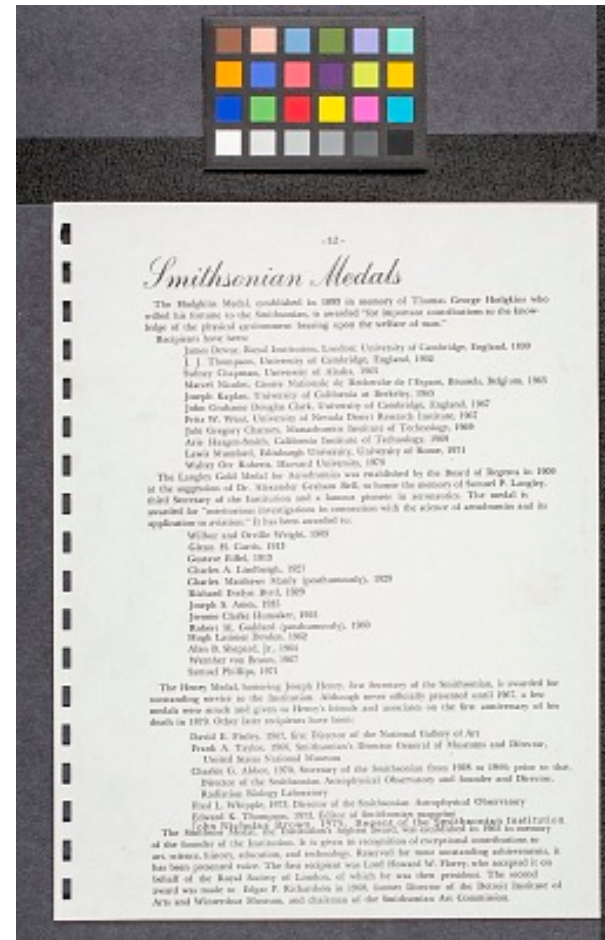 -12-
Smithsonian Medals
The Hodgkins Medal, established in 1893 in memory of Thomas George Hodgkins who
willed his fortune to the Smithsonian, is awarded "for important contributions to the know-
ledge of the physical environment bearing upon the welfare of man."
Recipients have been:
James Dewar, Royal Institution, London; University of Cambridge, England, 1899
J. J. Thompson, University of Cambridge, England, 1902
Sydney Chapman, University of Alaska, 1965
Marcel Nicolet, Centre Nationale de Recherche de l'Espace, Brussels, Belgium, 1965
Joseph Kaplan, University of California at Berkeley, 1965
John Grahame Douglas Clark, University of Cambridge, England, 1967
Fritz W. Went, University of Nevada Desert Research Institute, 1967
Jule Gregory Charney, Massachusetts Institute of Technology, 1969
Arie Haagen-Smith, California Institute of Technology, 1969
Lewis Mumford, Edinburgh University, University of Rome, 1971
Walter Orr Roberts, Harvard University, 1973
The Langley Gold Medal for Aerodromics was established by the Board of Regents in 1908
at the suggestion of Dr. Alexander Graham Bell, to honor the memory of Samuel P. Langley,
third Secretary of the Institution and a famous pioneer in aeronautics. The medal is
awarded for "meritorious investigations in connection with the science of aerodromics and its
application to aviation." It has been awarded to:
Wilbur and Orville Wright, 1909
Glenn H. Curtis, 1913
Gustave Eiffel, 1913
Charles A. Lindbergh, 1927
Charles Matthews Manly (posthumously), 1929
Richard Evelyn Byrd, 1929
Joseph S. Ames, 1935
Jerome Clarke Hunsaker, 1955
Robert H. Goddard (posthumously), 1960
Hugh Latimer Dryden, 1962
Alan B. Shepard, Jr., 1964
Wernher von Braun, 1967
Samuel Phillips, 1971
The Henry Medal, honoring Joseph Henry, first Secretary of the Smithsonian, is awarded for
outstanding service to the Institution. Although never officially presented until 1967, a few
medals were struck and given to Henry's friends and associates on the first anniversary of his
death in 1879. Other later recipients have been:
David E. Finley, 1967, first Director of the National Gallery of Art
Frank A. Taylor, 1968, Smithsonian's Director General of Museums and Director,
United States National Museum
Charles G. Abbot, 1970, Secretary of the Smithsonian from 1928 to 1944; prior to that,
Director of the Smithsonian Astrophysical Observatory and founder and Director,
Radiation Biology Laboratory
Fred L. Whipple, 1973, Director of the Smithsonian Astrophysical Observatory
Edward K. Thompson, 1973, Editor of Smithsonian magazine
John Nicholas Brown, 1975, Regent of the Smithsonian Institution
The Smithson Medal, the Institution's highest award, was established in 1965 in memory
of the founder of the Institution. It is given in recognition of exceptional contributions to
art, science, history, education, and technology. Reserved for most outstanding achievements, it
has been presented twice. The first recipient was Lord Howard W. Florey, who accepted it on
behalf of the Royal Society of London, of which he was then president. The second
award was made to Edgar P. Richardson in 1968, former Director of the Detroit Institute of
Arts and Winterthur Museum, and chairman of the Smithsonian Art Commission.